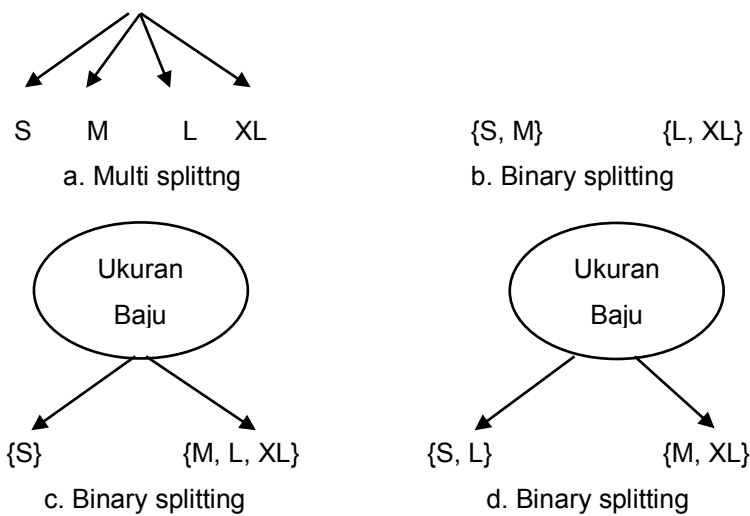 S M L XL
{S, M} {L, XL}
a. Multi splittng
b. Binary splitting
Ukuran
Baju
Ukuran
Baju
{S} {M, L, XL}
{S, L} {M, XL}
c. Binary splitting
d. Binary splitting